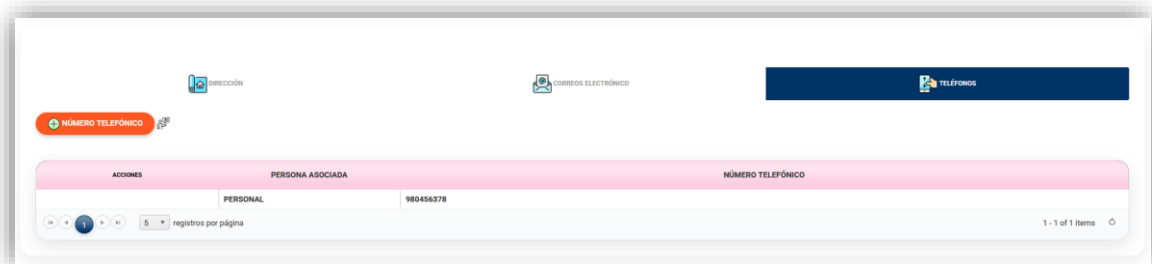 DIRECCIÓN
CORREOS ELECTRÓNICO
TELÉFONOS
NÚMERO TELEFÓNICO
ACCIONES PERSONA ASOCIADA NÚMERO TELEFÓNICO
PERSONAL 980456378
1 5 registros por página 1 - 1 of 1 items